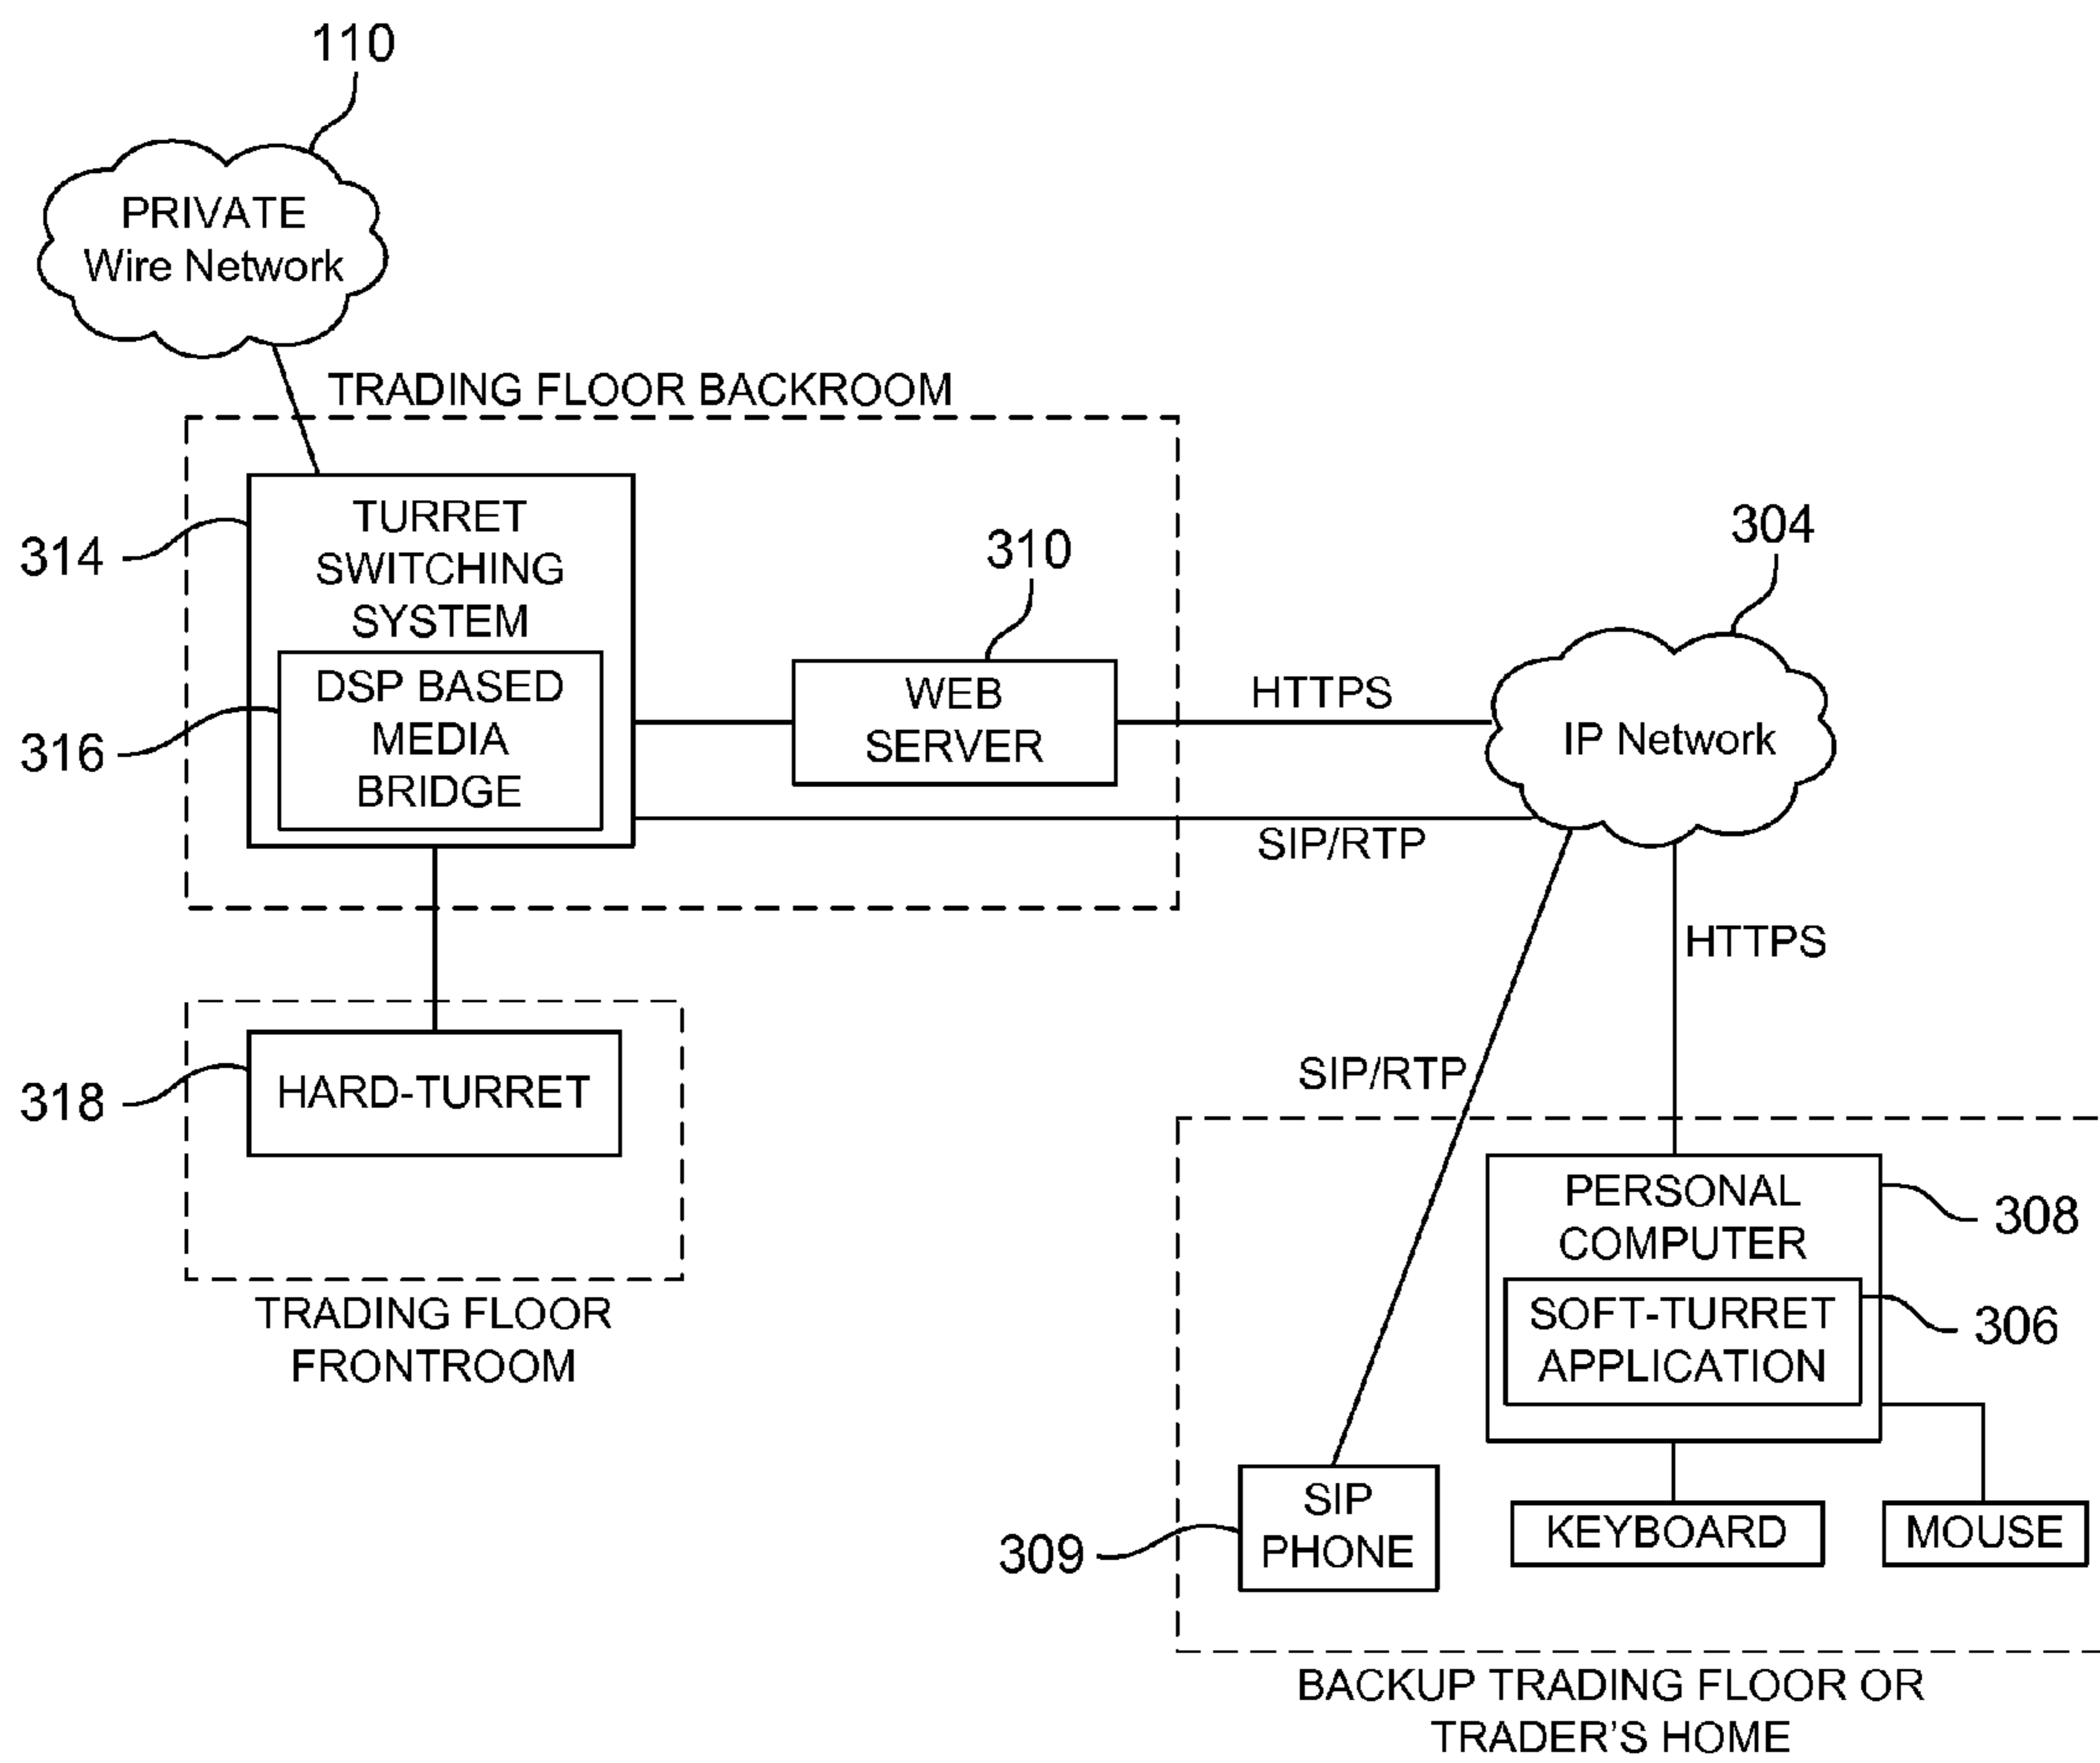 110
PRIVATE
Wire Network
TRADING FLOOR BACKROOM
314
TURRET
SWITCHING
SYSTEM
316
DSP BASED
MEDIA
BRIDGE
310
WEB
SERVER
HTTPS
304
IP Network
SIP/RTP
HTTPS
318
HARD-TURRET
TRADING FLOOR
FRONTROOM
SIP/RTP
PERSONAL
COMPUTER
308
SOFT-TURRET
APPLICATION
306
309
SIP
PHONE
KEYBOARD
MOUSE
BACKUP TRADING FLOOR OR
TRADER'S HOME